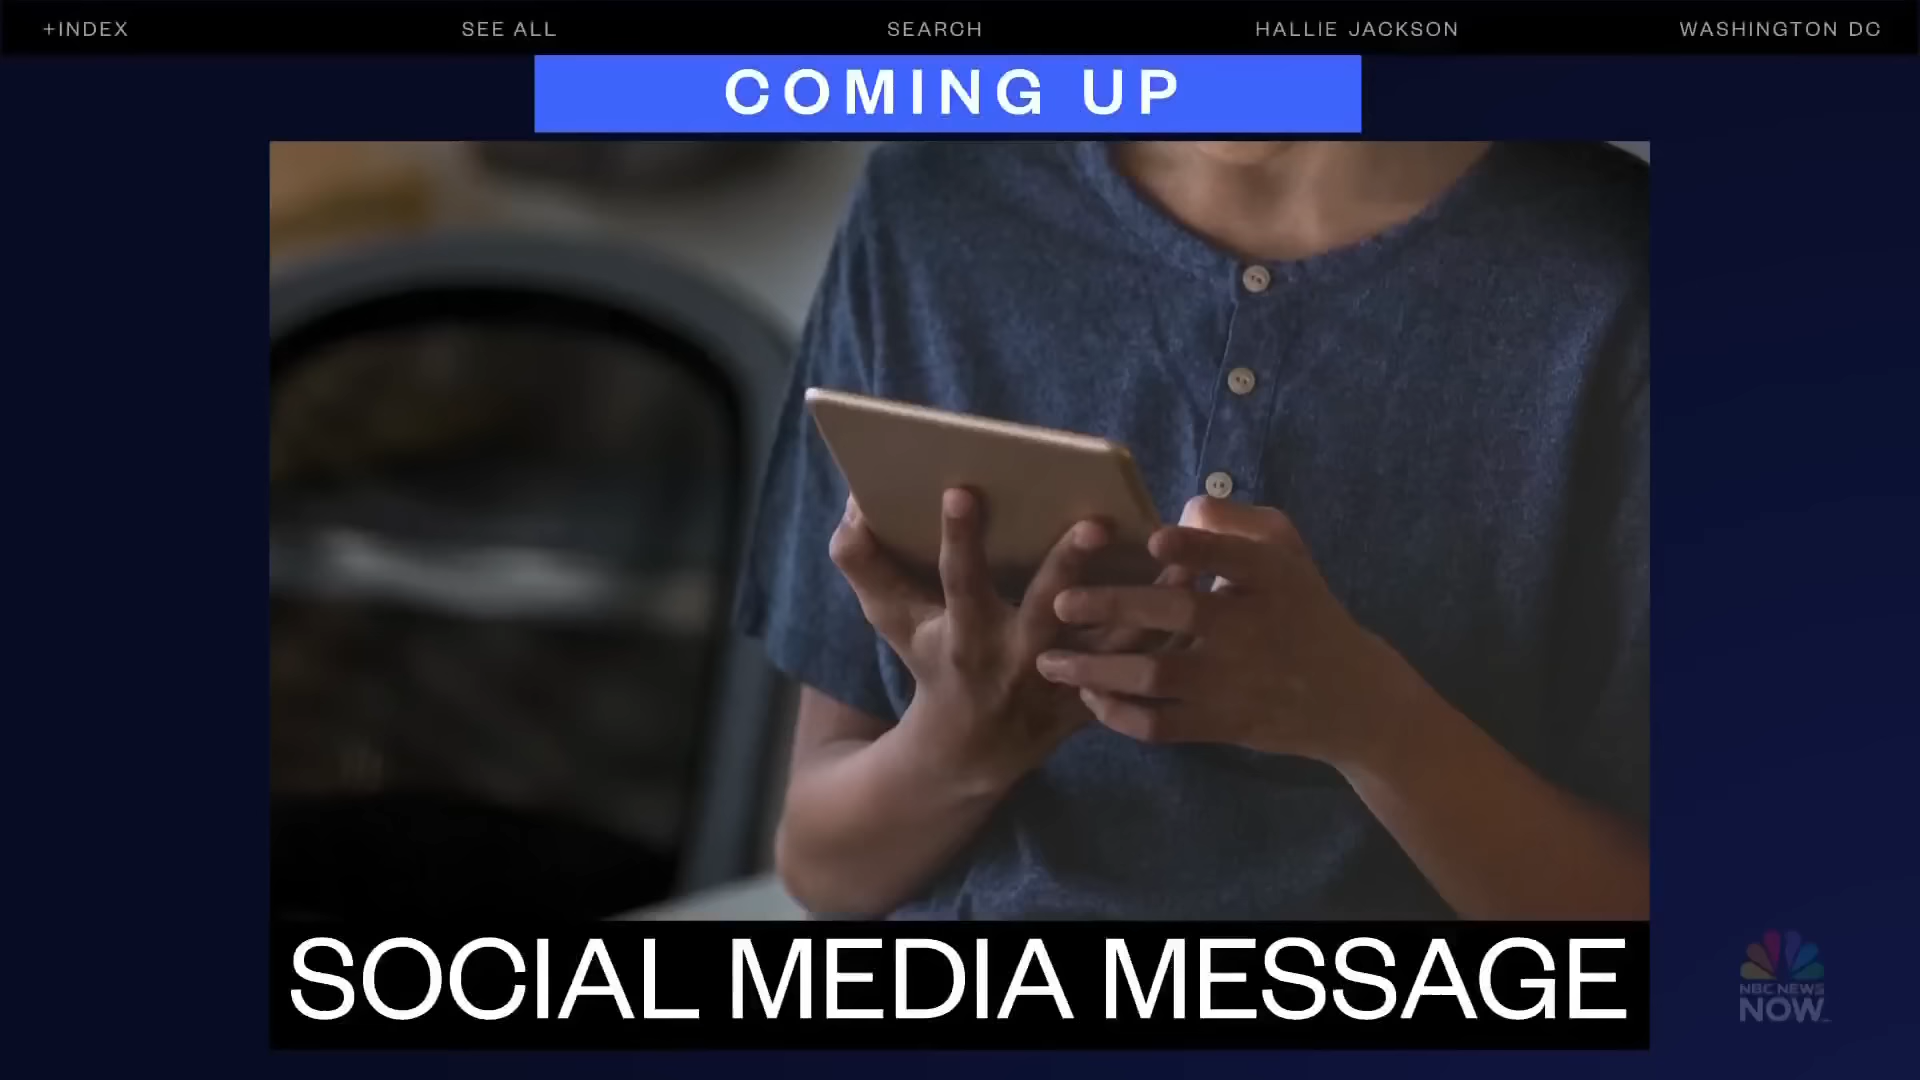 +INDEX
SEE ALL
SEARCH
HALLIE JACKSON
WASHINGTON DC
COMING UP
SOCIAL MEDIA MESSAGE
NBC NEWS
NOW